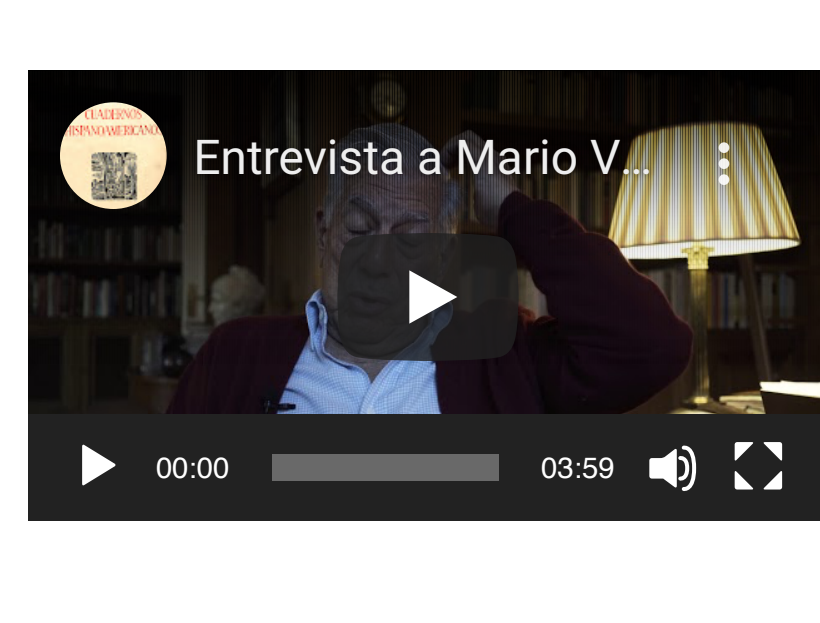 CUADERNOS
HISPANOAMERICANOS
Entrevista a Mario V...
00:00
03:59